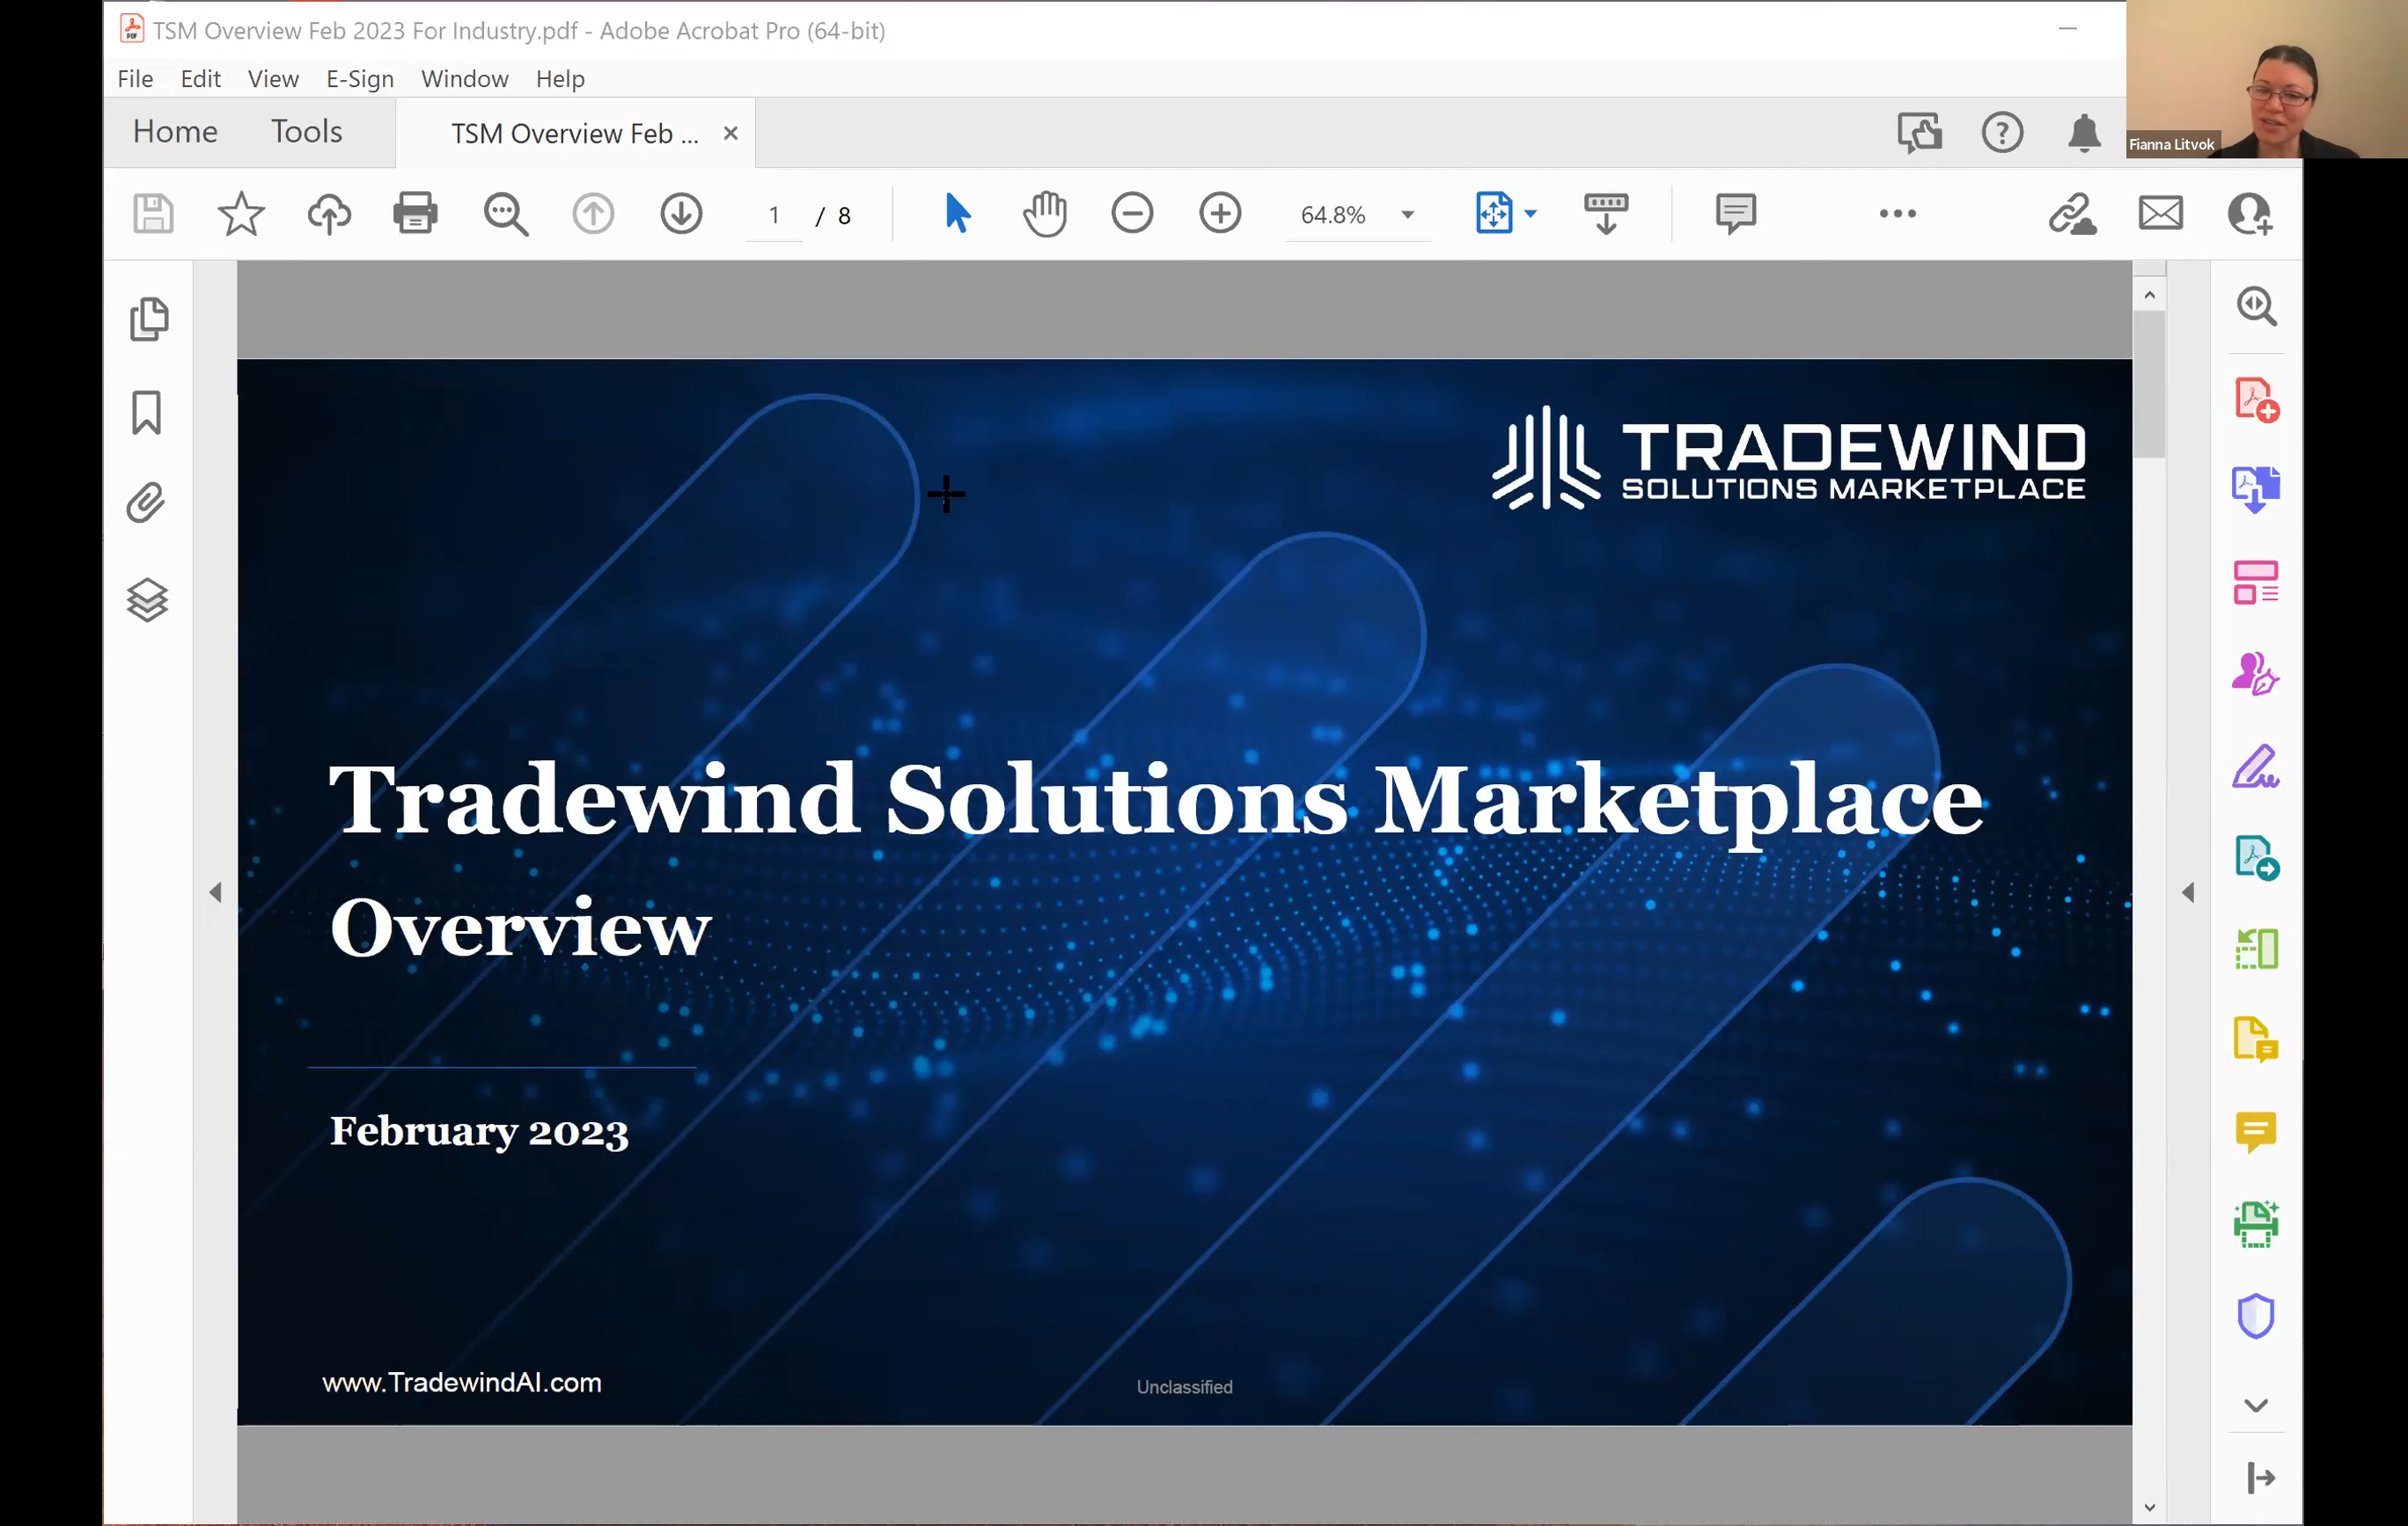 TSM Overview Feb 2023 For Industry.pdf - Adobe Acrobat Pro (64-bit)
File Edit View E-Sign Window Help
Home Tools TSM Overview Feb ...
Fianna Litvok
1 / 8 64.8%
TRADEWIND
SOLUTIONS MARKETPLACE
Tradewind Solutions Marketplace
Overview
February 2023
www.TradewindAI.com
Unclassified